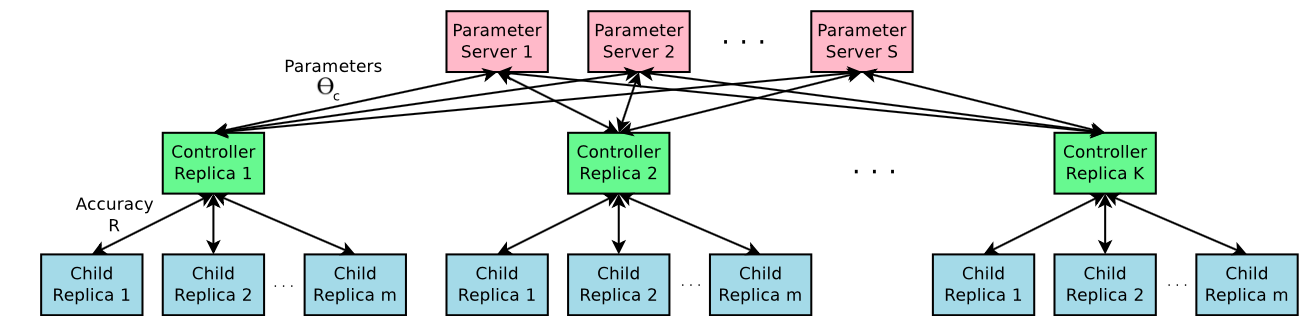 Parameter
Server 1
Parameter
Server 2
. . .
Parameter
Server S
Parameters
Θc
Controller
Replica 1
Controller
Replica 2
. . .
Controller
Replica K
Accuracy
R
Child
Replica 1
Child
Replica 2
. . .
Child
Replica m
Child
Replica 1
Child
Replica 2
. . .
Child
Replica m
Child
Replica 1
Child
Replica 2
. . .
Child
Replica m